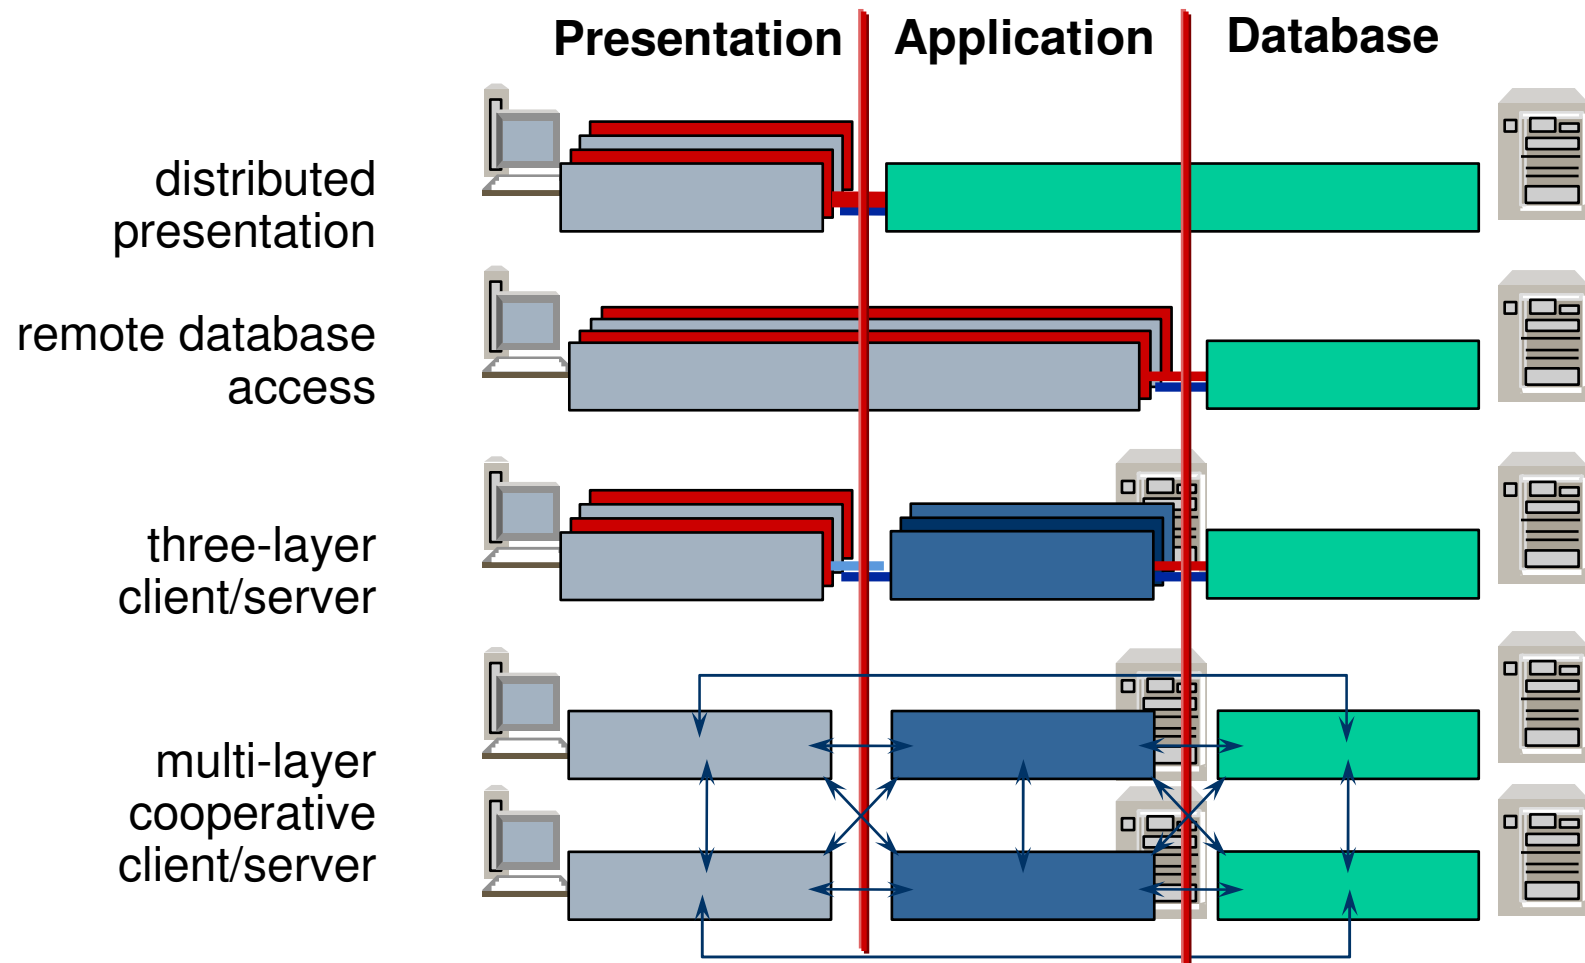 Presentation Application Database
distributed
presentation
remote database
access
three-layer
client/server
multi-layer
cooperative
client/server